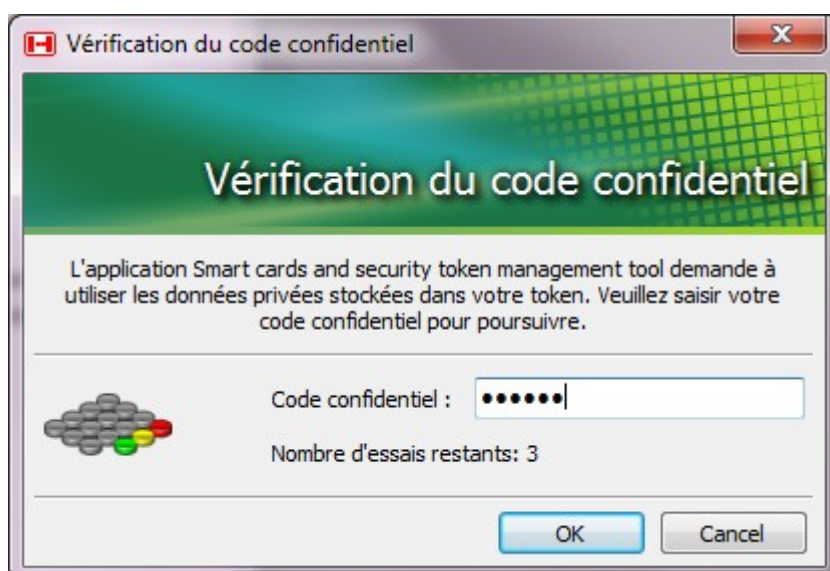 Vérification du code confidentiel
Vérification du code confidentiel
L'application Smart cards and security token management tool demande à
utiliser les données privées stockées dans votre token. Veuillez saisir votre
code confidentiel pour poursuivre.
Code confidentiel : ••••••
Nombre d'essais restants: 3
OK Cancel